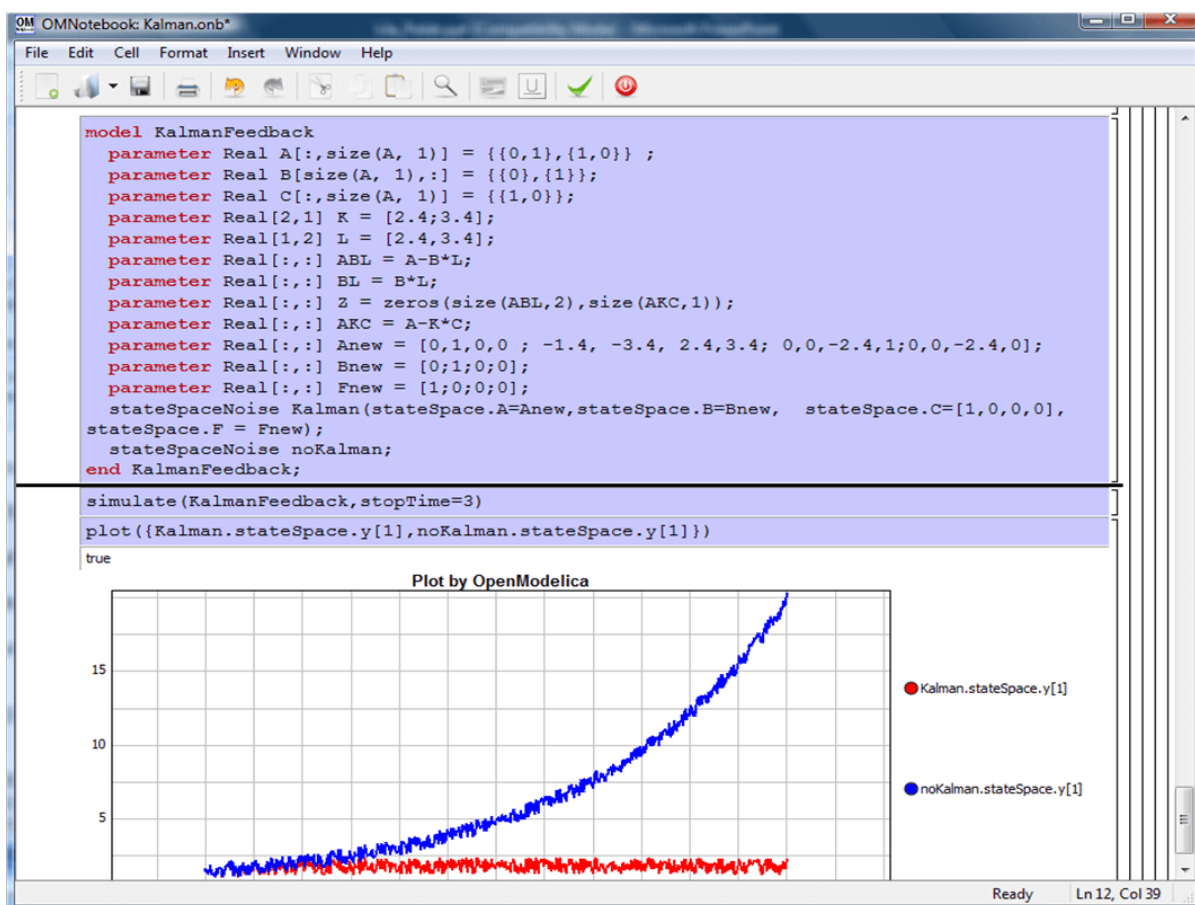 OMNotebook: Kalman.onb*
File Edit Cell Format Insert Window Help
model KalmanFeedback
parameter Real A[:,size(A, 1)] = {{0,1},{1,0}} ;
parameter Real B[size(A, 1),:] = {{0},{1}};
parameter Real C[:,size(A, 1)] = {{1,0}};
parameter Real[2,1] K = [2.4;3.4];
parameter Real[1,2] L = [2.4,3.4];
parameter Real[:,:] ABL = A-B*L;
parameter Real[:,:] BL = B*L;
parameter Real[:,:] Z = zeros(size(ABL,2),size(AKC,1));
parameter Real[:,:] AKC = A-K*C;
parameter Real[:,:] Anew = [0,1,0,0 ; -1.4, -3.4, 2.4,3.4; 0,0,-2.4,1;0,0,-2.4,0];
parameter Real[:,:] Bnew = [0;1;0;0];
parameter Real[:,:] Fnew = [1;0;0;0];
stateSpaceNoise Kalman(stateSpace.A=Anew,stateSpace.B=Bnew, stateSpace.C=[1,0,0,0],
stateSpace.F = Fnew);
stateSpaceNoise noKalman;
end KalmanFeedback;
simulate(KalmanFeedback,stopTime=3)
plot({Kalman.stateSpace.y[1],noKalman.stateSpace.y[1]})
true
Plot by OpenModelica
15
Kalman.stateSpace.y[1]
10
noKalman.stateSpace.y[1]
5
Ready Ln 12, Col 39